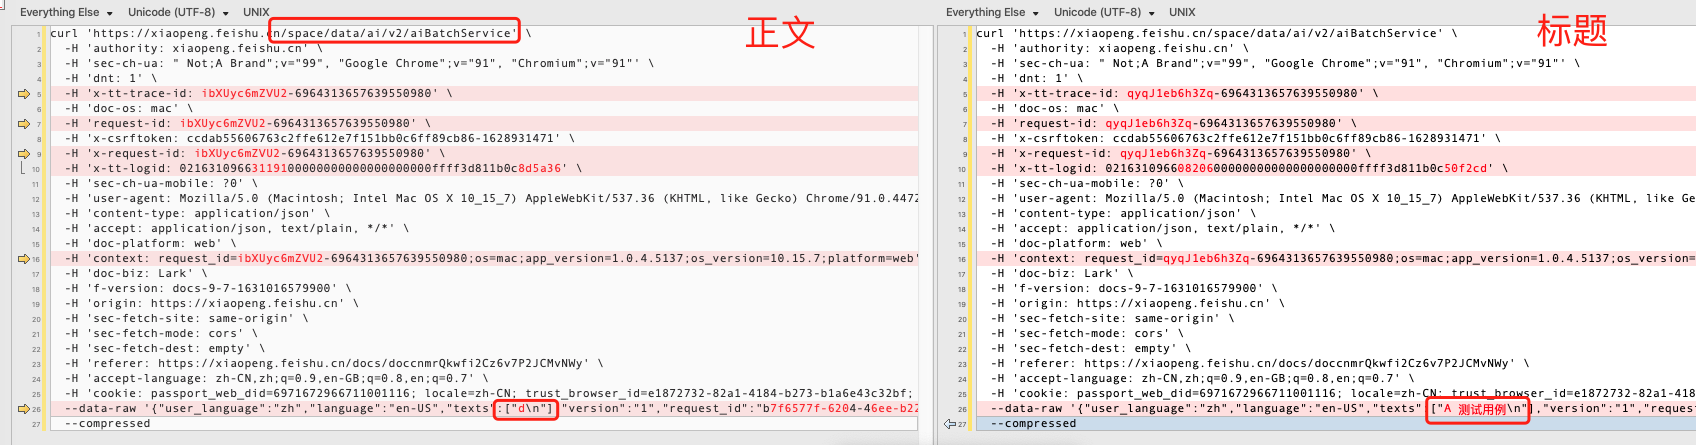 Everything Else Unicode (UTF-8) UNIX
正文
1 curl 'https://xiaopeng.feishu.cn/space/data/ai/v2/aiBatchService' \
2 -H 'authority: xiaopeng.feishu.cn' \
3 -H 'sec-ch-ua: " Not;A Brand";v="99", "Google Chrome";v="91", "Chromium";v="91"' \
4 -H 'dnt: 1' \
5 -H 'x-tt-trace-id: ibXUyc6mZVU2-6964313657639550980' \
6 -H 'doc-os: mac' \
7 -H 'request-id: ibXUyc6mZVU2-6964313657639550980' \
8 -H 'x-csrftoken: ccdab55606763c2ffe612e7f151bb0c6ff89cb86-1628931471' \
9 -H 'x-request-id: ibXUyc6mZVU2-6964313657639550980' \
10 -H 'x-tt-logid: 02163109663119100000000000000000000ffff3d811b0c8d5a36' \
11 -H 'sec-ch-ua-mobile: ?0' \
12 -H 'user-agent: Mozilla/5.0 (Macintosh; Intel Mac OS X 10_15_7) AppleWebKit/537.36 (KHTML, like Gecko) Chrome/91.0.4472
13 -H 'content-type: application/json' \
14 -H 'accept: application/json, text/plain, */*' \
15 -H 'doc-platform: web' \
16 -H 'context: request_id=ibXUyc6mZVU2-6964313657639550980;os=mac;app_version=1.0.4.5137;os_version=10.15.7;platform=web'
17 -H 'doc-biz: Lark' \
18 -H 'f-version: docs-9-7-1631016579900' \
19 -H 'origin: https://xiaopeng.feishu.cn' \
20 -H 'sec-fetch-site: same-origin' \
21 -H 'sec-fetch-mode: cors' \
22 -H 'sec-fetch-dest: empty' \
23 -H 'referer: https://xiaopeng.feishu.cn/docs/doccnmrQkwfi2Cz6v7P2JCMvNWy' \
24 -H 'accept-language: zh-CN,zh;q=0.9,en-GB;q=0.8,en;q=0.7' \
25 -H 'cookie: passport_web_did=6971672966711001116; locale=zh-CN; trust_browser_id=e1872732-82a1-4184-b273-b1a6e43c32bf;
26 --data-raw '{"user_language":"zh","language":"en-US","texts":["d\n"],"version":"1","request_id":"b7f6577f-6204-46ee-b22
27 --compressed
Everything Else Unicode (UTF-8) UNIX
标题
1 curl 'https://xiaopeng.feishu.cn/space/data/ai/v2/aiBatchService' \
2 -H 'authority: xiaopeng.feishu.cn' \
3 -H 'sec-ch-ua: " Not;A Brand";v="99", "Google Chrome";v="91", "Chromium";v="91"' \
4 -H 'dnt: 1' \
5 -H 'x-tt-trace-id: qyqJ1eb6h3Zq-6964313657639550980' \
6 -H 'doc-os: mac' \
7 -H 'request-id: qyqJ1eb6h3Zq-6964313657639550980' \
8 -H 'x-csrftoken: ccdab55606763c2ffe612e7f151bb0c6ff89cb86-1628931471' \
9 -H 'x-request-id: qyqJ1eb6h3Zq-6964313657639550980' \
10 -H 'x-tt-logid: 02163109660820600000000000000000000ffff3d811b0c50f2cd' \
11 -H 'sec-ch-ua-mobile: ?0' \
12 -H 'user-agent: Mozilla/5.0 (Macintosh; Intel Mac OS X 10_15_7) AppleWebKit/537.36 (KHTML, like Ge
13 -H 'content-type: application/json' \
14 -H 'accept: application/json, text/plain, */*' \
15 -H 'doc-platform: web' \
16 -H 'context: request_id=qyqJ1eb6h3Zq-6964313657639550980;os=mac;app_version=1.0.4.5137;os_version=
17 -H 'doc-biz: Lark' \
18 -H 'f-version: docs-9-7-1631016579900' \
19 -H 'origin: https://xiaopeng.feishu.cn' \
20 -H 'sec-fetch-site: same-origin' \
21 -H 'sec-fetch-mode: cors' \
22 -H 'sec-fetch-dest: empty' \
23 -H 'referer: https://xiaopeng.feishu.cn/docs/doccnmrQkwfi2Cz6v7P2JCMvNWy' \
24 -H 'accept-language: zh-CN,zh;q=0.9,en-GB;q=0.8,en;q=0.7' \
25 -H 'cookie: passport_web_did=6971672966711001116; locale=zh-CN; trust_browser_id=e1872732-82a1-418
26 --data-raw '{"user_language":"zh","language":"en-US","texts":["A 测试用例\n"],"version":"1","reques
27 --compressed